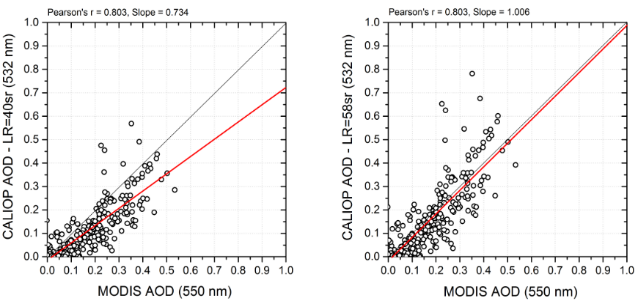 Pearson's r = 0.803, Slope = 0.734
1.0
0.9
0.8
0.7
0.6
0.5
0.4
0.3
0.2
0.1
0.0
CALIOP AOD - LR=40sr (532 nm)
0.0 0.1 0.2 0.3 0.4 0.5 0.6 0.7 0.8 0.9 1.0
MODIS AOD (550 nm)
Pearson's r = 0.803, Slope = 1.006
1.0
0.9
0.8
0.7
0.6
0.5
0.4
0.3
0.2
0.1
0.0
CALIOP AOD - LR=58sr (532 nm)
0.0 0.1 0.2 0.3 0.4 0.5 0.6 0.7 0.8 0.9 1.0
MODIS AOD (550 nm)